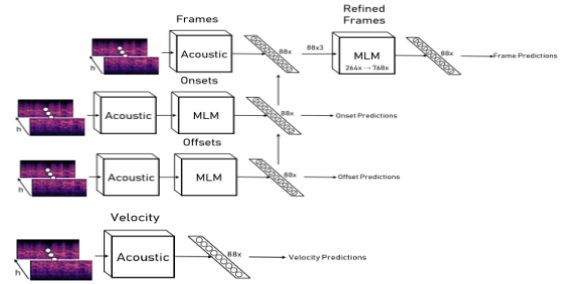 Frames
Refined
Frames
h
Acoustic
88x
88x3
MLM
264x → 768x
88x
Frame Predictions
Onsets
h
Acoustic
MLM
88x
Onset Predictions
Offsets
h
Acoustic
MLM
88x
Offset Predictions
Velocity
h
Acoustic
88x
Velocity Predictions